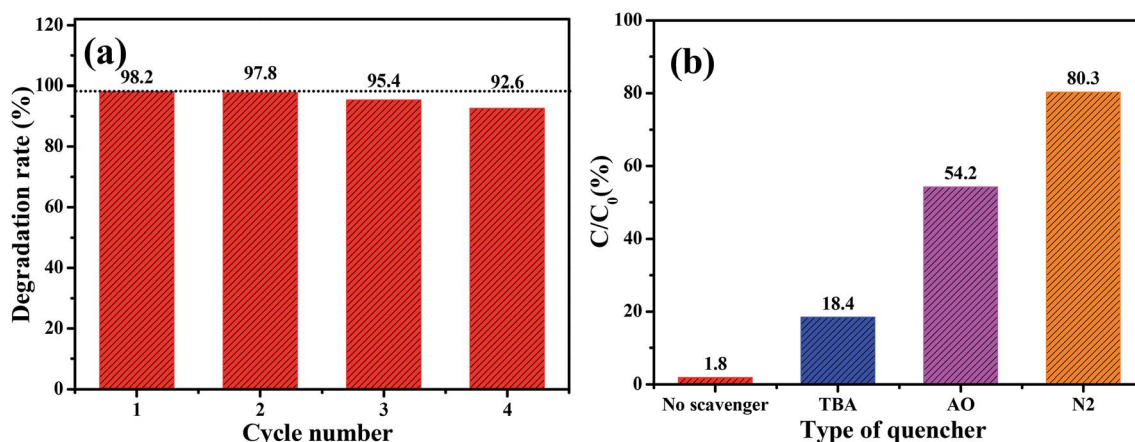 (a)
Degradation rate (%)
120
100
80
60
40
20
0
98.2
97.8
95.4
92.6
1
2
3
4
Cycle number
(b)
C/C0(%)
100
80
60
40
20
0
1.8
18.4
54.2
80.3
No scavenger
TBA
AO
N2
Type of quencher